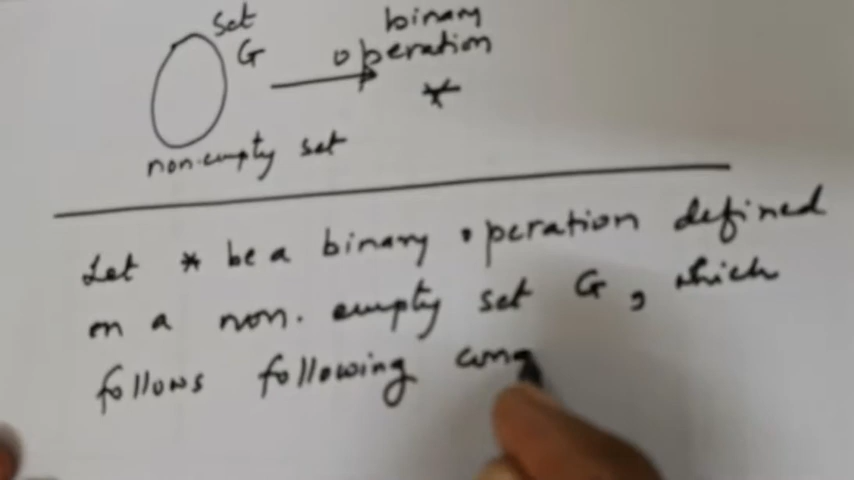 set
G
binary
operation
*
non-empty set
Let * be a binary operation defined
on a non-empty set G, which
follows following